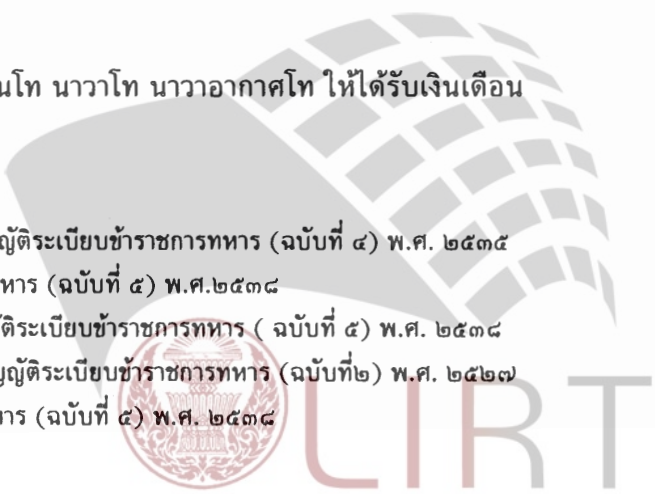 นโท นาวาโท นาวาอากาศโท ให้ได้รับเงินเดือน
ญัติระเบียบข้าราชการทหาร (ฉบับที่ ๔) พ.ศ. ๒๕๓๕
หาร (ฉบับที่ ๕) พ.ศ.๒๕๓๘
ัติระเบียบข้าราชการทหาร ( ฉบับที่ ๕) พ.ศ. ๒๕๓๘
ญัติระเบียบข้าราชการทหาร (ฉบับที่๒) พ.ศ. ๒๕๒๗
าร (ฉบับที่ ๕) พ.ศ. ๒๕๓๘
LIRT